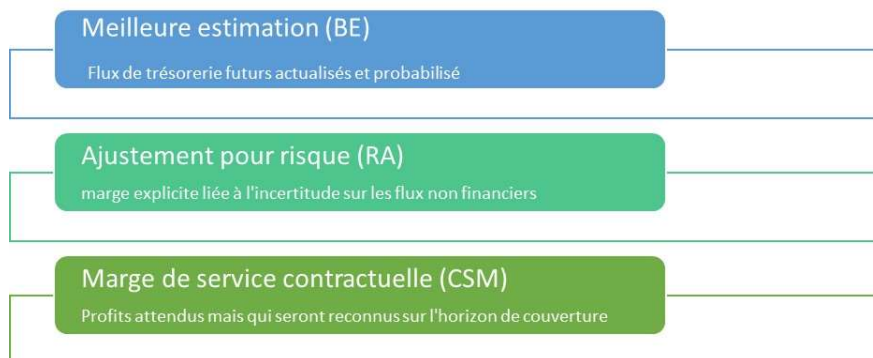 Meilleure estimation (BE)
Flux de trésorerie futurs actualisés et probabilisé
Ajustement pour risque (RA)
marge explicite liée à l'incertitude sur les flux non financiers
Marge de service contractuelle (CSM)
Profits attendus mais qui seront reconnus sur l'horizon de couverture